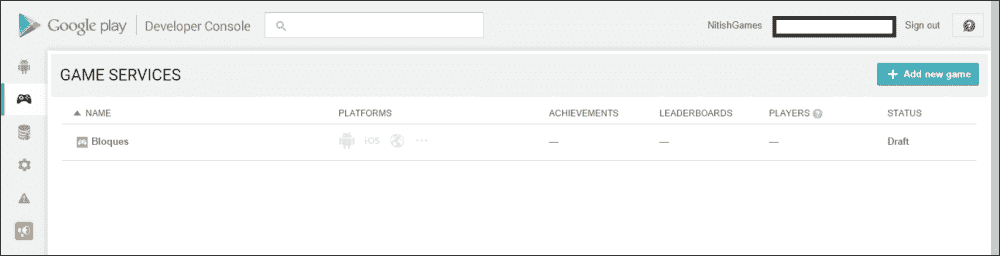 Google play Developer Console NitishGames Sign out
GAME SERVICES + Add new game
NAME PLATFORMS ACHIEVEMENTS LEADERBOARDS PLAYERS ? STATUS
Bloques iOS ... — — — Draft